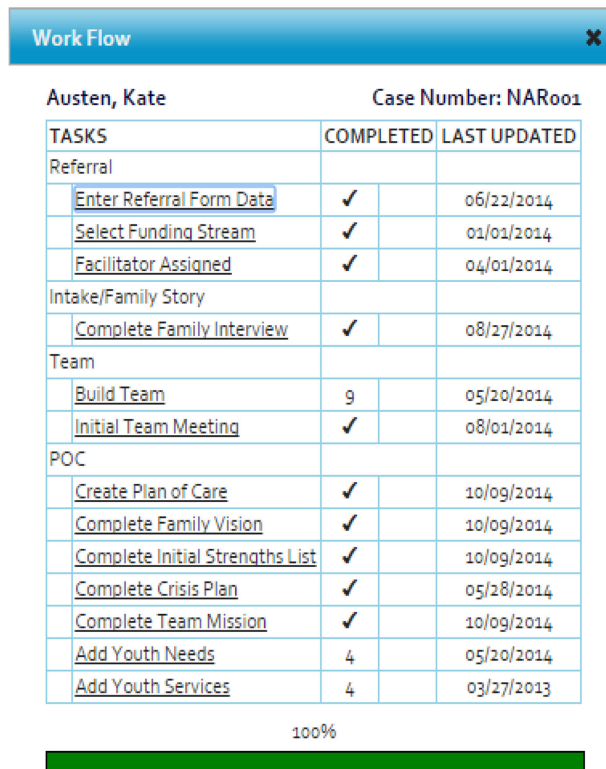 Work Flow ✖
Austen, Kate Case Number: NAR001
TASKS COMPLETED LAST UPDATED
Referral
Enter Referral Form Data ✓ 06/22/2014
Select Funding Stream ✓ 01/01/2014
Facilitator Assigned ✓ 04/01/2014
Intake/Family Story
Complete Family Interview ✓ 08/27/2014
Team
Build Team 9 05/20/2014
Initial Team Meeting ✓ 08/01/2014
POC
Create Plan of Care ✓ 10/09/2014
Complete Family Vision ✓ 10/09/2014
Complete Initial Strengths List ✓ 10/09/2014
Complete Crisis Plan ✓ 05/28/2014
Complete Team Mission ✓ 10/09/2014
Add Youth Needs 4 05/20/2014
Add Youth Services 4 03/27/2013
100%